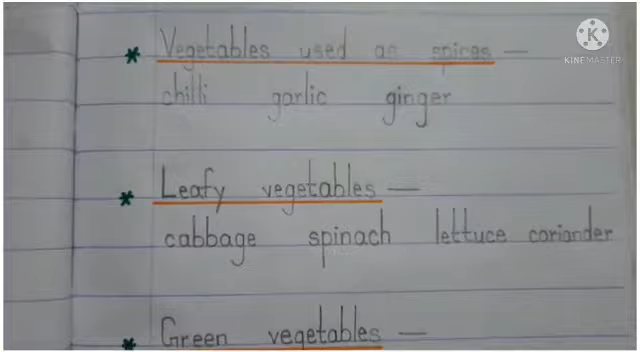 * Vegetables used as spices —
chilli garlic ginger
* Leafy vegetables —
cabbage spinach lettuce coriander
* Green vegetables —
KINEMASTER